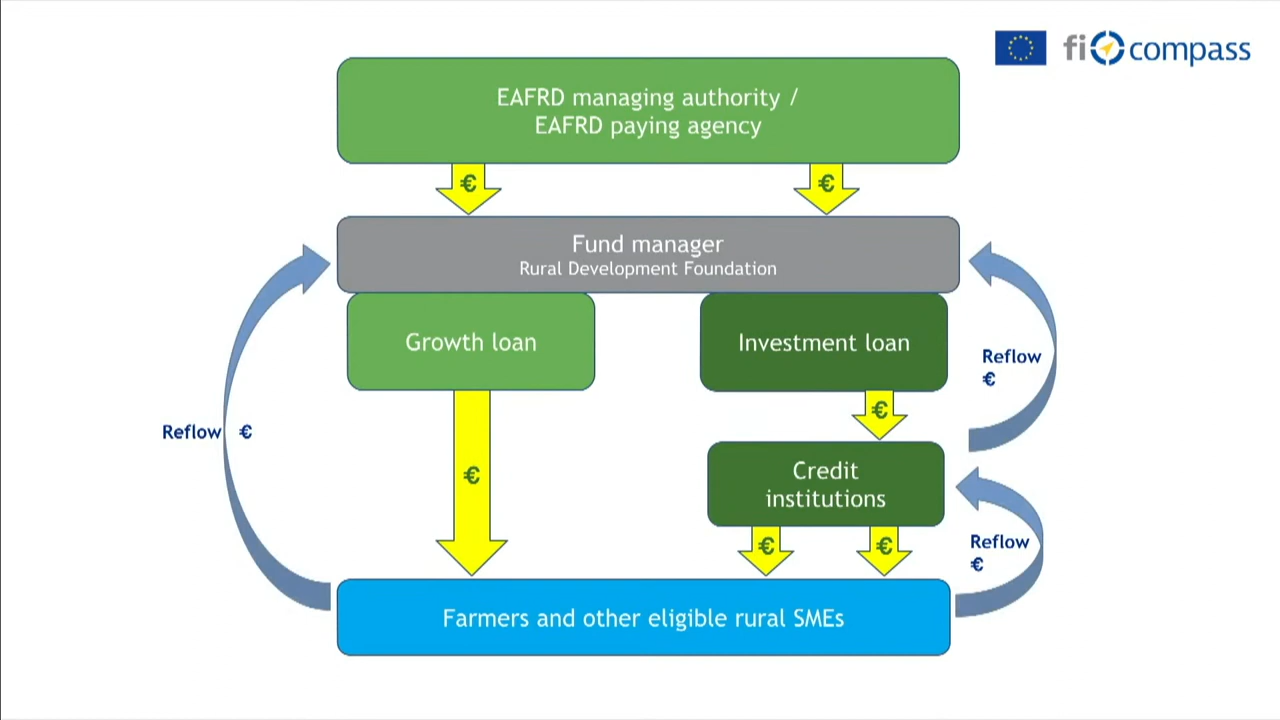 fi compass
EAFRD managing authority /
EAFRD paying agency
€ €
Fund manager
Rural Development Foundation
Growth loan
Investment loan
Reflow
€
€
Reflow €
€
Credit
institutions
€ €
Reflow
€
Farmers and other eligible rural SMEs